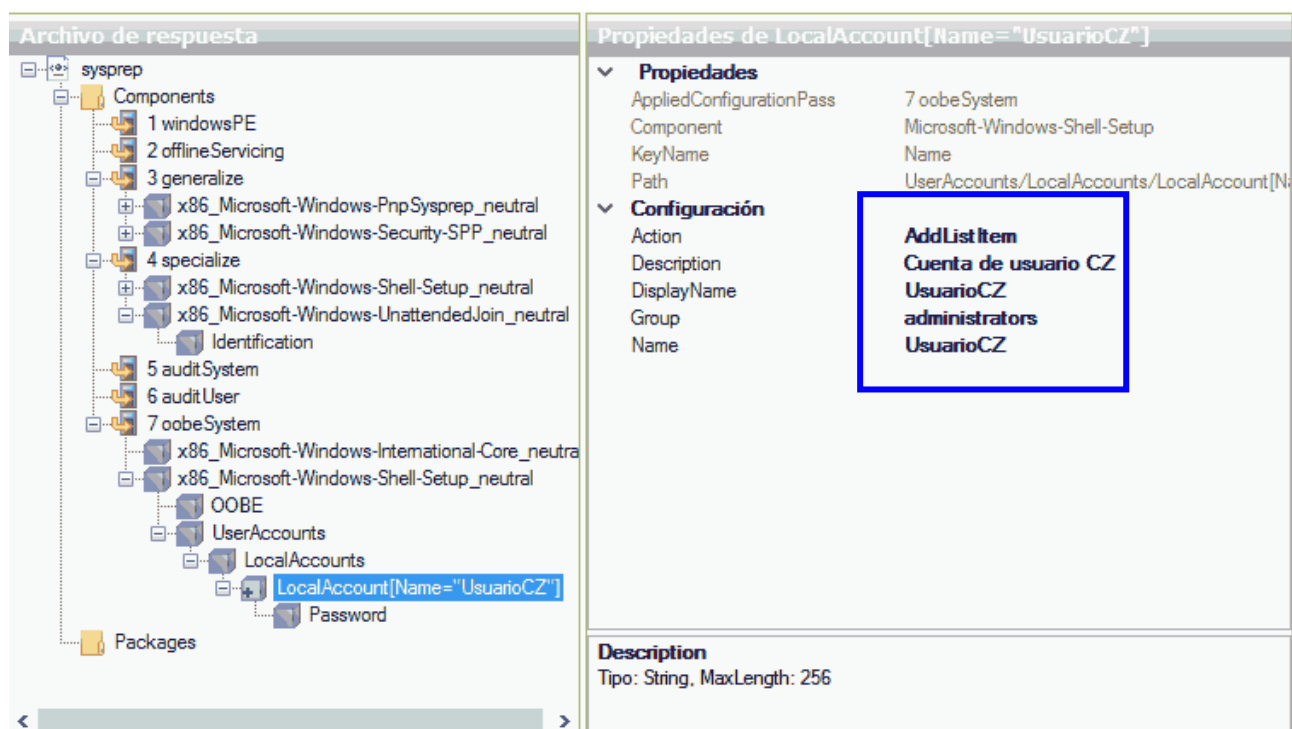 Archivo de respuesta
sysprep
Components
1 windowsPE
2 offlineServicing
3 generalize
x86_Microsoft-Windows-PnpSysprep_neutral
x86_Microsoft-Windows-Security-SPP_neutral
4 specialize
x86_Microsoft-Windows-Shell-Setup_neutral
x86_Microsoft-Windows-UnattendedJoin_neutral
Identification
5 auditSystem
6 auditUser
7 oobeSystem
x86_Microsoft-Windows-International-Core_neutra
x86_Microsoft-Windows-Shell-Setup_neutral
OOBE
UserAccounts
LocalAccounts
LocalAccount[Name="UsuarioCZ"]
Password
Packages
Propiedades de LocalAccount[Name="UsuarioCZ"]
Propiedades
AppliedConfigurationPass 7 oobeSystem
Component Microsoft-Windows-Shell-Setup
KeyName Name
Path UserAccounts/LocalAccounts/LocalAccount[Na
Configuración
Action AddListItem
Description Cuenta de usuario CZ
DisplayName UsuarioCZ
Group administrators
Name UsuarioCZ
Description
Tipo: String, MaxLength: 256